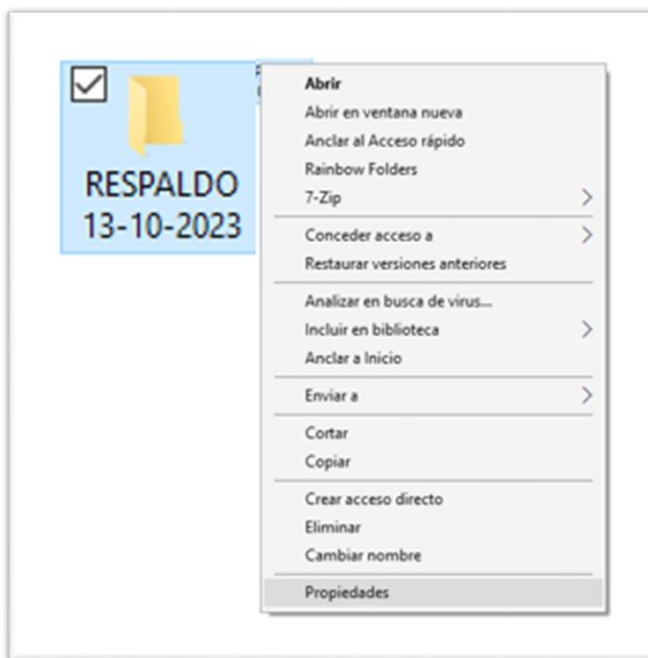 RESPALDO
13-10-2023
Abrir
Abrir en ventana nueva
Anclar al Acceso rápido
Rainbow Folders
7-Zip
Conceder acceso a
Restaurar versiones anteriores
Analizar en busca de virus...
Incluir en biblioteca
Anclar a Inicio
Enviar a
Cortar
Copiar
Crear acceso directo
Eliminar
Cambiar nombre
Propiedades